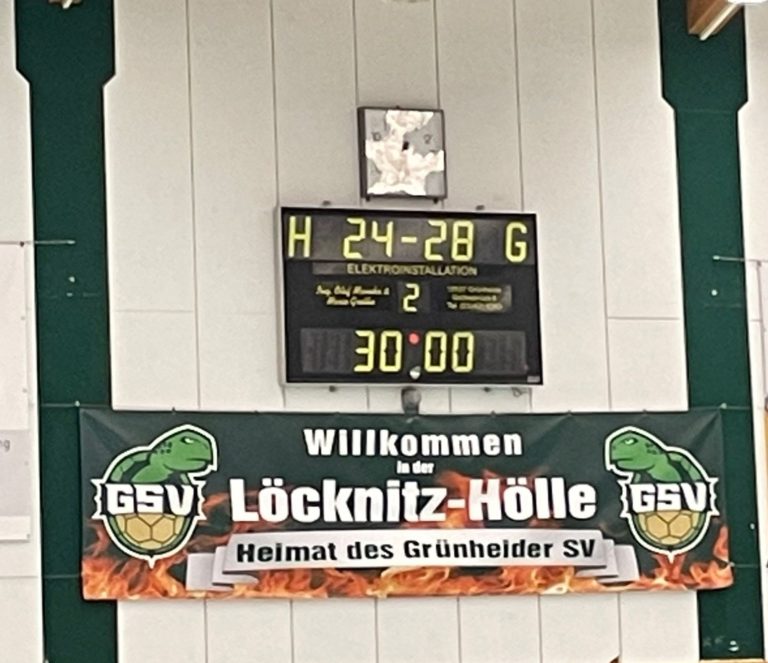 H 24-28 G
ELEKTROINSTALLATION
2
30:00
Willkommen
in der
Löcknitz-Hölle
GSV
GSV
Heimat des Grünheider SV